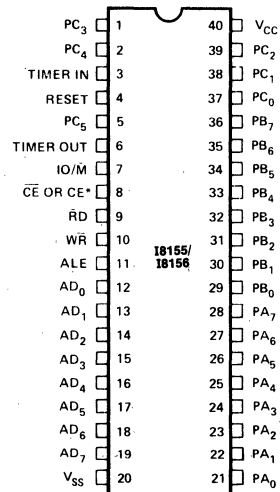 PC₃ 1 40 V_CC
PC₄ 2 39 PC₂
TIMER IN 3 38 PC₁
RESET 4 37 PC₀
PC₅ 5 36 PB₇
TIMER OUT 6 35 PB₆
IO/M̅ 7 34 PB₅
C̅E̅ OR CE* 8 33 PB₄
R̅D̅ 9 32 PB₃
W̅R̅ 10 31 PB₂
I8155/
I8156
ALE 11 30 PB₁
AD₀ 12 29 PB₀
AD₁ 13 28 PA₇
AD₂ 14 27 PA₆
AD₃ 15 26 PA₅
AD₄ 16 25 PA₄
AD₅ 17 24 PA₃
AD₆ 18 23 PA₂
AD₇ 19 22 PA₁
V_SS 20 21 PA₀